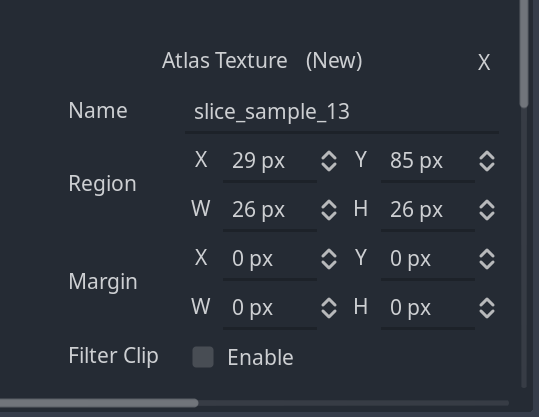 Atlas Texture (New) X
Name slice_sample_13
Region X 29 px Y 85 px
W 26 px H 26 px
Margin X 0 px Y 0 px
W 0 px H 0 px
Filter Clip Enable